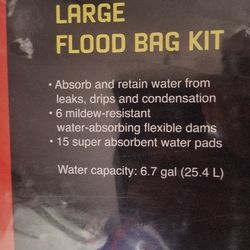 LARGE
FLOOD BAG KIT
• Absorb and retain water from
leaks, drips and condensation
• 6 mildew-resistant
water-absorbing flexible dams
• 15 super absorbent water pads
Water capacity: 6.7 gal (25.4 L)